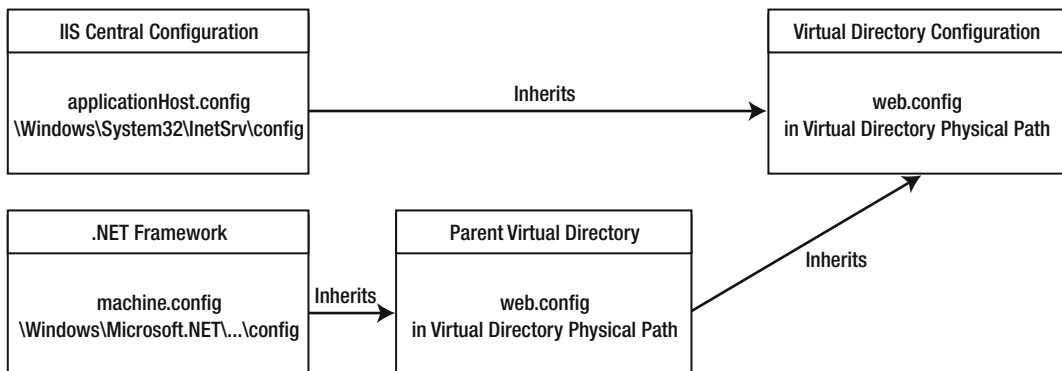 IIS Central Configuration
applicationHost.config
\Windows\System32\InetSrv\config
Inherits
Virtual Directory Configuration
web.config
in Virtual Directory Physical Path
.NET Framework
machine.config
\Windows\Microsoft.NET\...\config
Inherits
Parent Virtual Directory
web.config
in Virtual Directory Physical Path
Inherits